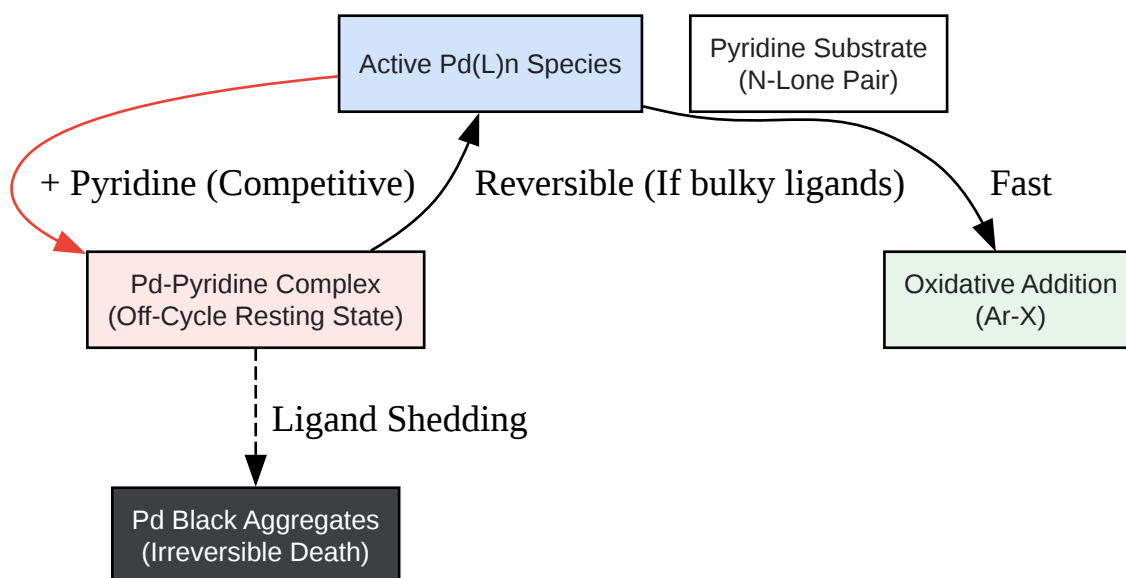 Active Pd(L)n Species
Pyridine Substrate
(N-Lone Pair)
+ Pyridine (Competitive)
Reversible (If bulky ligands)
Fast
Pd-Pyridine Complex
(Off-Cycle Resting State)
Oxidative Addition
(Ar-X)
Ligand Shedding
Pd Black Aggregates
(Irreversible Death)